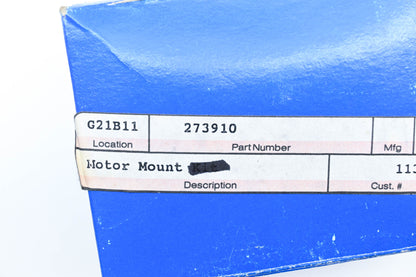 G21B11 273910
Location Part Number Mfg
Motor Mount
Description Cust. #
113